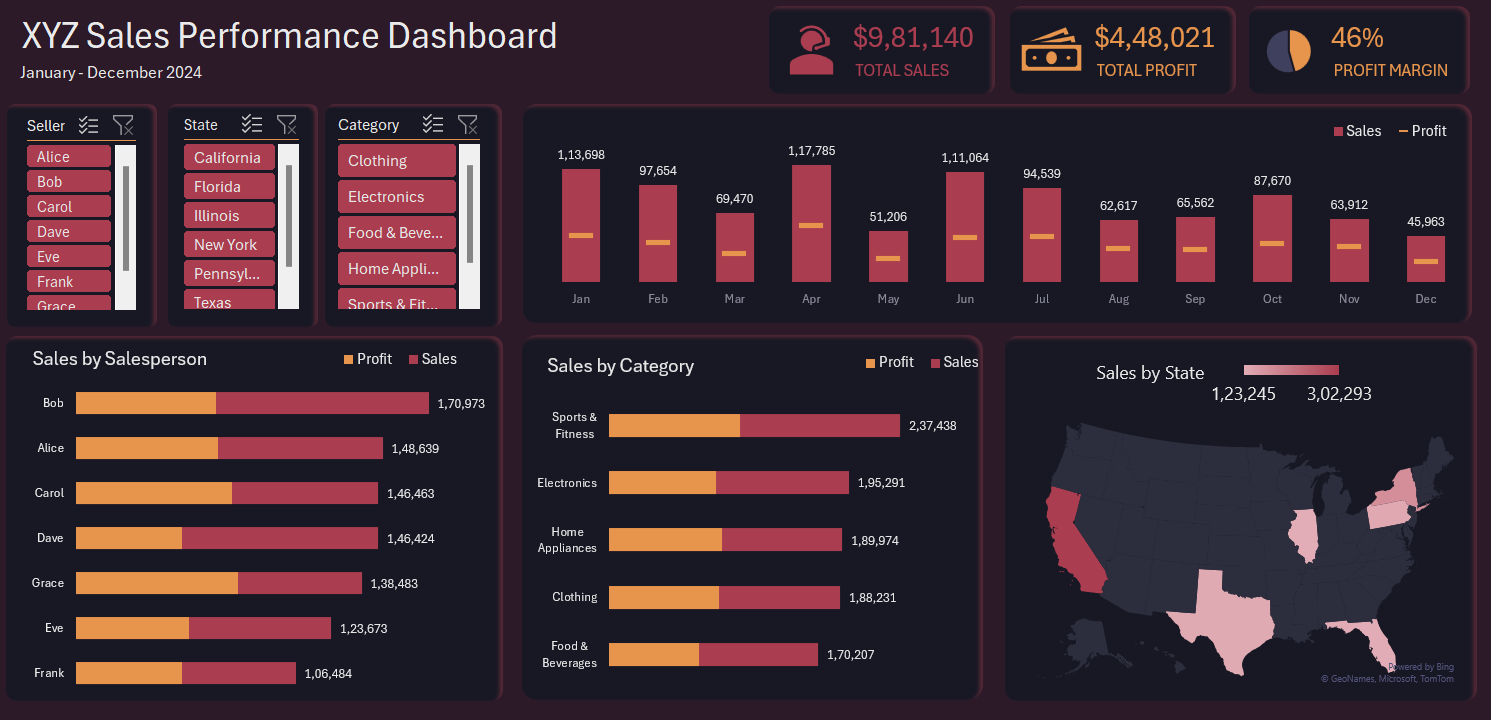 XYZ Sales Performance Dashboard
January - December 2024
$9,81,140
TOTAL SALES
$4,48,021
TOTAL PROFIT
46%
PROFIT MARGIN
Seller
Alice
Bob
Carol
Dave
Eve
Frank
Grace
State
California
Florida
Illinois
New York
Pennsyl...
Texas
Category
Clothing
Electronics
Food & Beve...
Home Appli...
Sports & Fit...
Sales Profit
1,13,698 97,654 69,470 1,17,785 51,206 1,11,064 94,539 62,617 65,562 87,670 63,912 45,963
Jan Feb Mar Apr May Jun Jul Aug Sep Oct Nov Dec
Sales by Salesperson
Profit Sales
Bob 1,70,973
Alice 1,48,639
Carol 1,46,463
Dave 1,46,424
Grace 1,38,483
Eve 1,23,673
Frank 1,06,484
Sales by Category
Profit Sales
Sports &
Fitness
2,37,438
Electronics 1,95,291
Home
Appliances
1,89,974
Clothing 1,88,231
Food &
Beverages
1,70,207
Sales by State
1,23,245 3,02,293
Powered by Bing
© GeoNames, Microsoft, TomTom